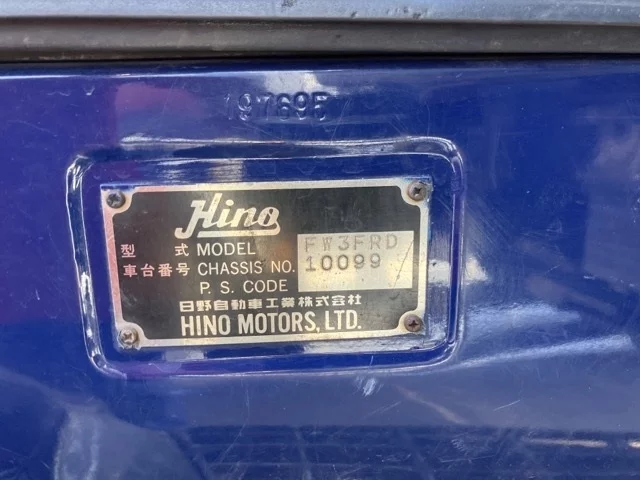 197695
Hino
型 式 MODEL FW3FRD
車台番号 CHASSIS NO. 10099
P. S. CODE
日野自動車工業株式会社
HINO MOTORS, LTD.